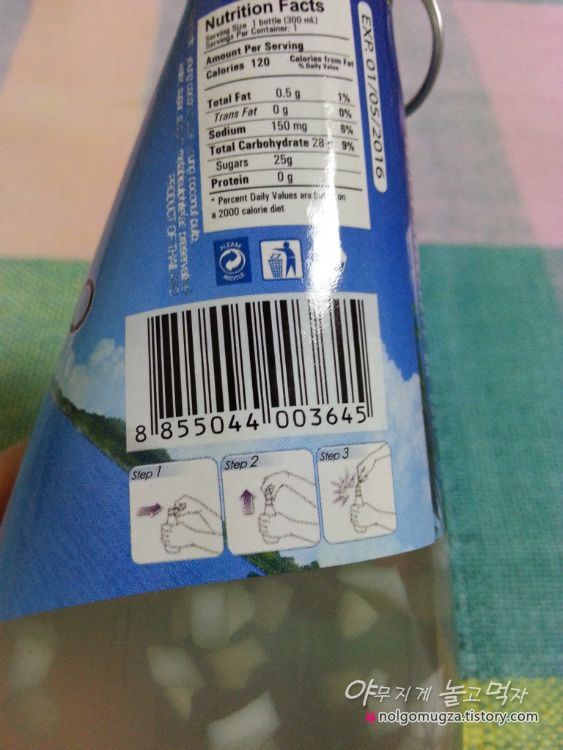 Nutrition Facts
Serving Size 1 bottle (300 mL)
Servings Per Container: 1
Amount Per Serving
Calories 120 Calories from Fat
% Daily Value
Total Fat 0.5 g 1%
Trans Fat 0 g 0%
Sodium 150 mg 6%
Total Carbohydrate 28 9%
Sugars 25g
Protein 0 g
* Percent Daily Values are on
a 2000 calorie diet
EXP. 01/05/2016
young coconut pulp,
PRODUCT OF THAILAND
PLEASE
RECYCLE
8 855044 003645
Step 1
Step 2
Step 3
야무지게 놀고먹자
nolgomugza.tistory.com